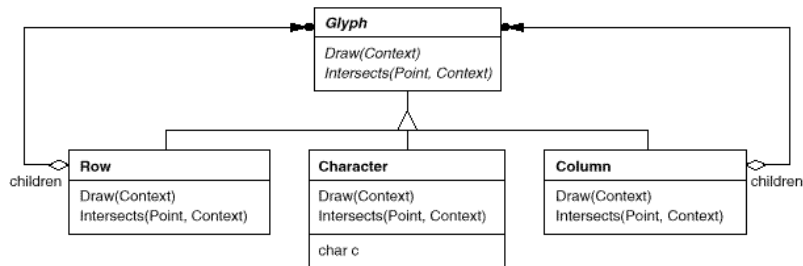 Glyph
Draw(Context)
Intersects(Point, Context)
Row
Draw(Context)
Intersects(Point, Context)
children
Character
Draw(Context)
Intersects(Point, Context)
char c
Column
Draw(Context)
Intersects(Point, Context)
children